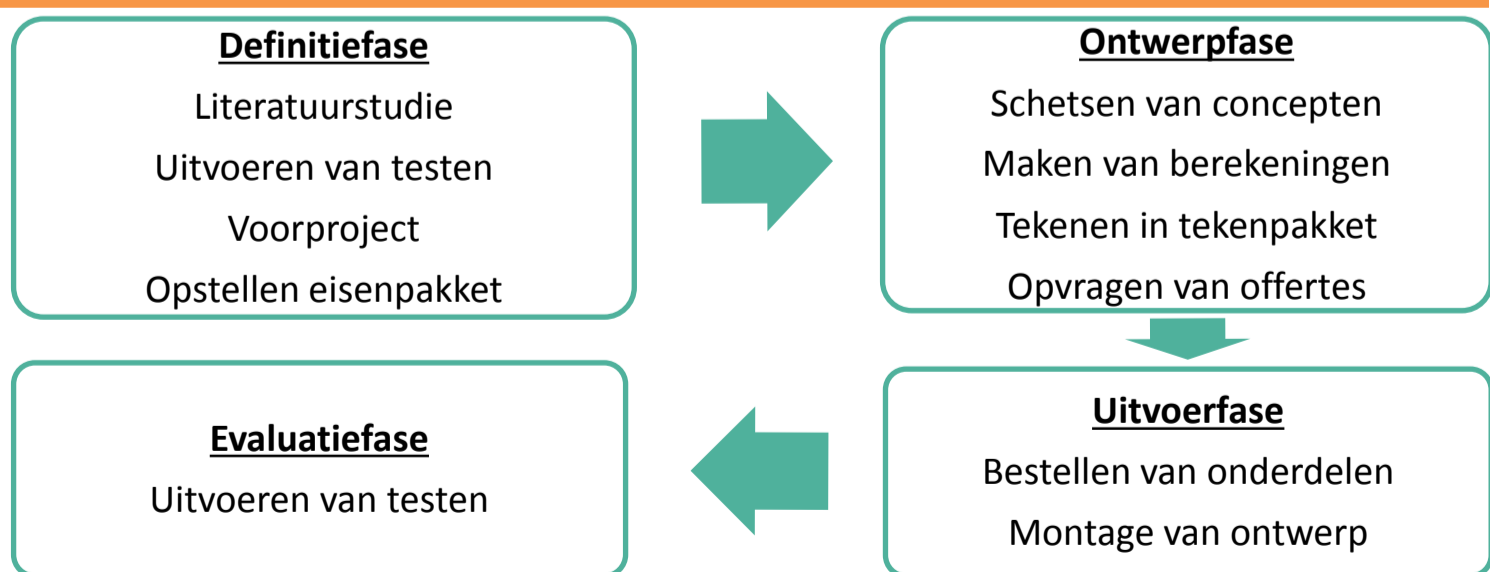 Definitiefase
Literatuurstudie
Uitvoeren van testen
Voorproject
Opstellen eisenpakket
Ontwerpfase
Schetsen van concepten
Maken van berekeningen
Tekenen in tekenpakket
Opvragen van offertes
Uitvoerfase
Bestellen van onderdelen
Montage van ontwerp
Evaluatiefase
Uitvoeren van testen